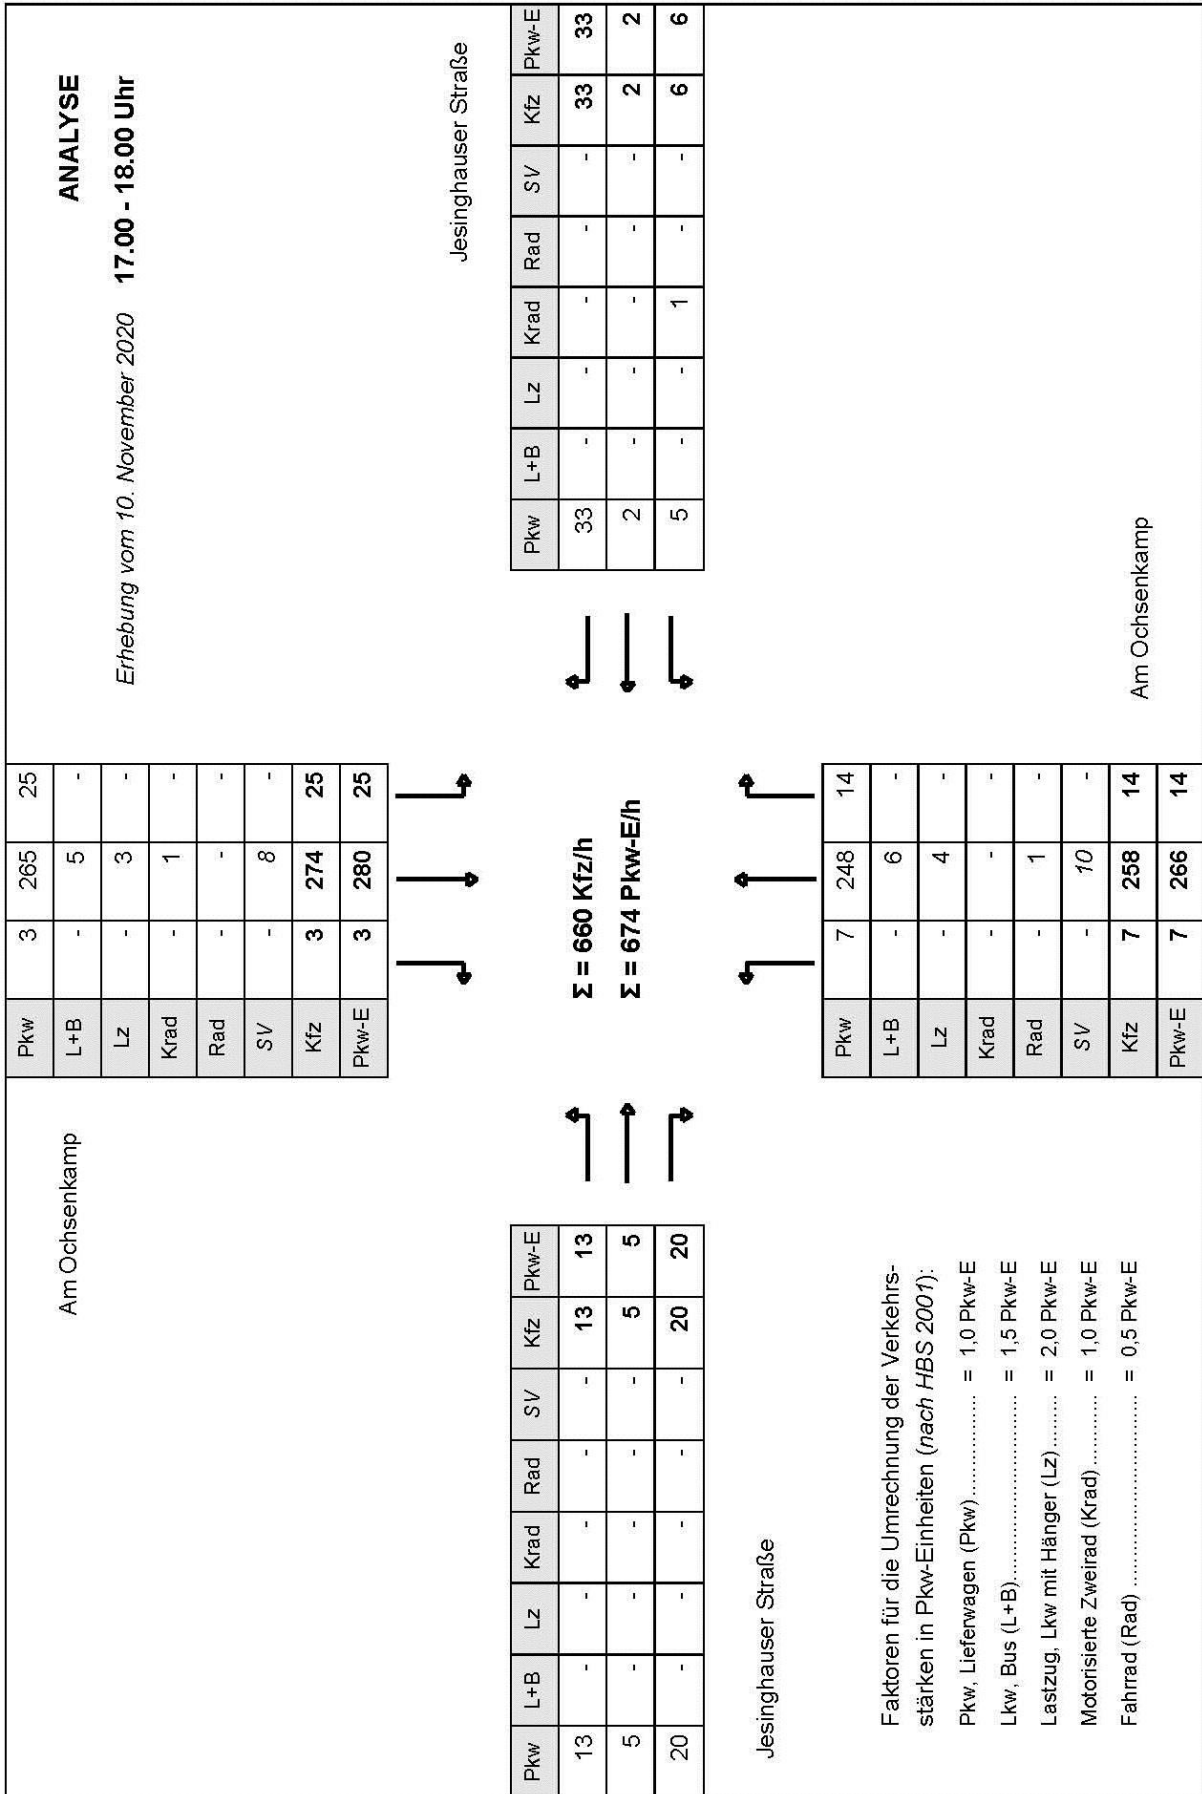 ANALYSE
Erhebung vom 10. November 2020 17.00 - 18.00 Uhr
Am Ochsenkamp
Pkw 3 265 25
L+B - 5 -
Lz - 3 -
Krad - 1 -
Rad - - -
SV - 8 -
Kfz 3 274 25
Pkw-E 3 280 25
Jesinghauser Straße
Pkw L+B Lz Krad Rad SV Kfz Pkw-E
13 - - - - - 13 13
5 - - - - - 5 5
20 - - - - - 20 20
Σ = 660 Kfz/h
Σ = 674 Pkw-E/h
Pkw L+B Lz Krad Rad SV Kfz Pkw-E
33 - - - - - 33 33
2 - - - - - 2 2
5 - - 1 - - 6 6
Jesinghauser Straße
Pkw 7 248 14
L+B - 6 -
Lz - 4 -
Krad - - -
Rad - 1 -
SV - 10 -
Kfz 7 258 14
Pkw-E 7 266 14
Am Ochsenkamp
Faktoren für die Umrechnung der Verkehrs-
stärken in Pkw-Einheiten (nach HBS 2001):
Pkw, Lieferwagen (Pkw)................. = 1,0 Pkw-E
Lkw, Bus (L+B)............................... = 1,5 Pkw-E
Lastzug, Lkw mit Hänger (Lz)......... = 2,0 Pkw-E
Motorisierte Zweirad (Krad)............ = 1,0 Pkw-E
Fahrrad (Rad) ................................. = 0,5 Pkw-E